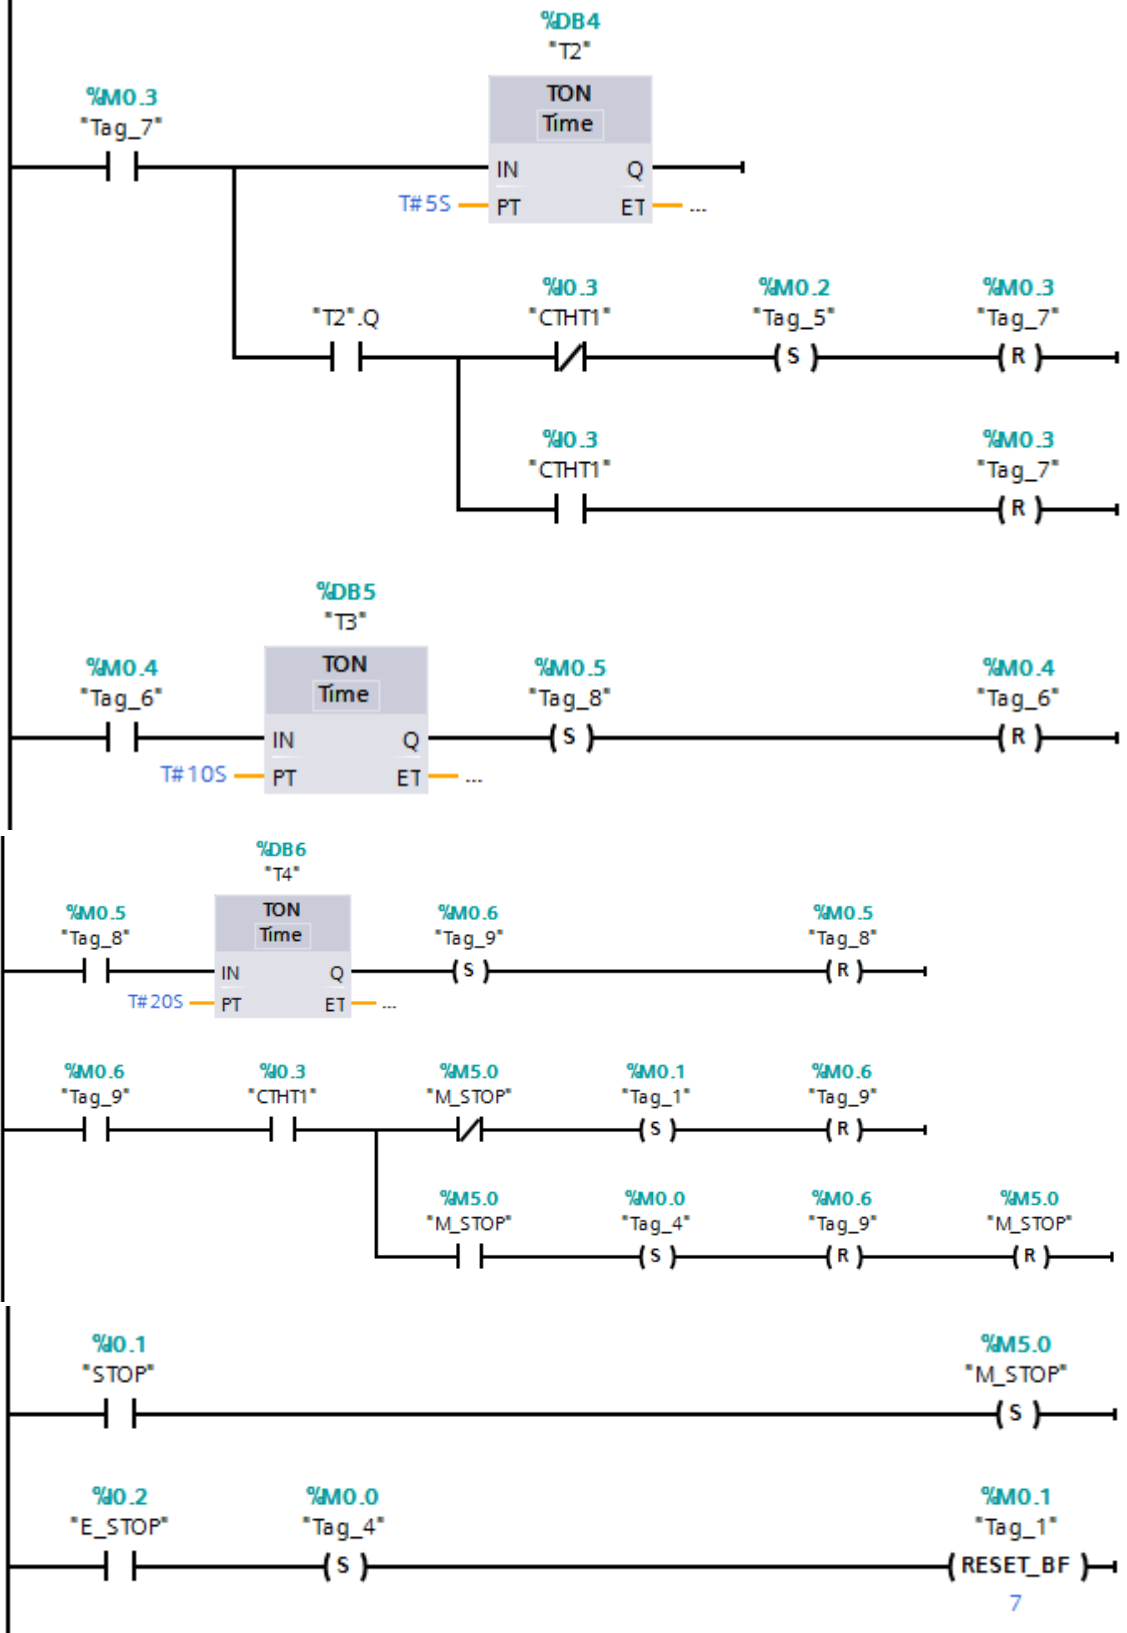 %DB4
"T2"
%M0.3
"Tag_7"
TON
Time
IN
Q
T#5S
PT
ET
...
"T2".Q
%I0.3
"CTHT1"
%M0.2
"Tag_5"
%M0.3
"Tag_7"
S
R
%I0.3
"CTHT1"
%M0.3
"Tag_7"
R
%DB5
"T3"
%M0.4
"Tag_6"
TON
Time
%M0.5
"Tag_8"
%M0.4
"Tag_6"
IN
Q
S
R
T#10S
PT
ET
...
%DB6
"T4"
%M0.5
"Tag_8"
TON
Time
%M0.6
"Tag_9"
%M0.5
"Tag_8"
IN
Q
S
R
T#20S
PT
ET
...
%M0.6
"Tag_9"
%I0.3
"CTHT1"
%M5.0
"M_STOP"
%M0.1
"Tag_1"
%M0.6
"Tag_9"
S
R
%M5.0
"M_STOP"
%M0.0
"Tag_4"
%M0.6
"Tag_9"
%M5.0
"M_STOP"
S
R
R
%I0.1
"STOP"
%M5.0
"M_STOP"
S
%I0.2
"E_STOP"
%M0.0
"Tag_4"
%M0.1
"Tag_1"
S
RESET_BF
7